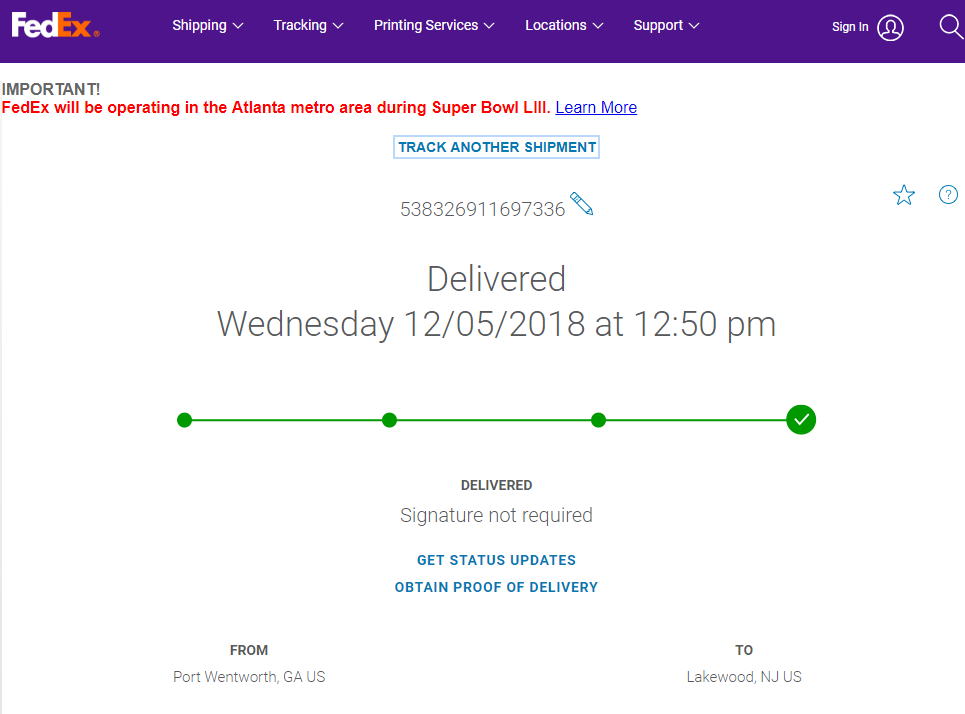 FedEx®
Shipping Tracking Printing Services Locations Support Sign In
IMPORTANT!
FedEx will be operating in the Atlanta metro area during Super Bowl LIII. Learn More
TRACK ANOTHER SHIPMENT
538326911697336
?
Delivered
Wednesday 12/05/2018 at 12:50 pm
DELIVERED
Signature not required
GET STATUS UPDATES
OBTAIN PROOF OF DELIVERY
FROM TO
Port Wentworth, GA US Lakewood, NJ US